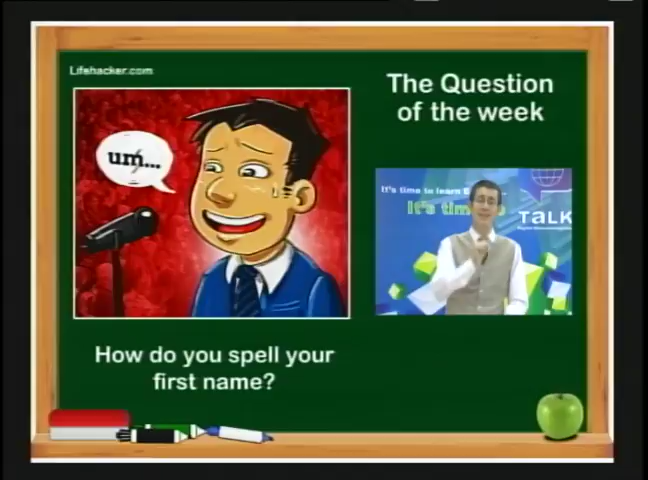 Lifehacker.com
The Question
of the week
um...
It's time to learn
It's tim
TALK
How do you spell your
first name?